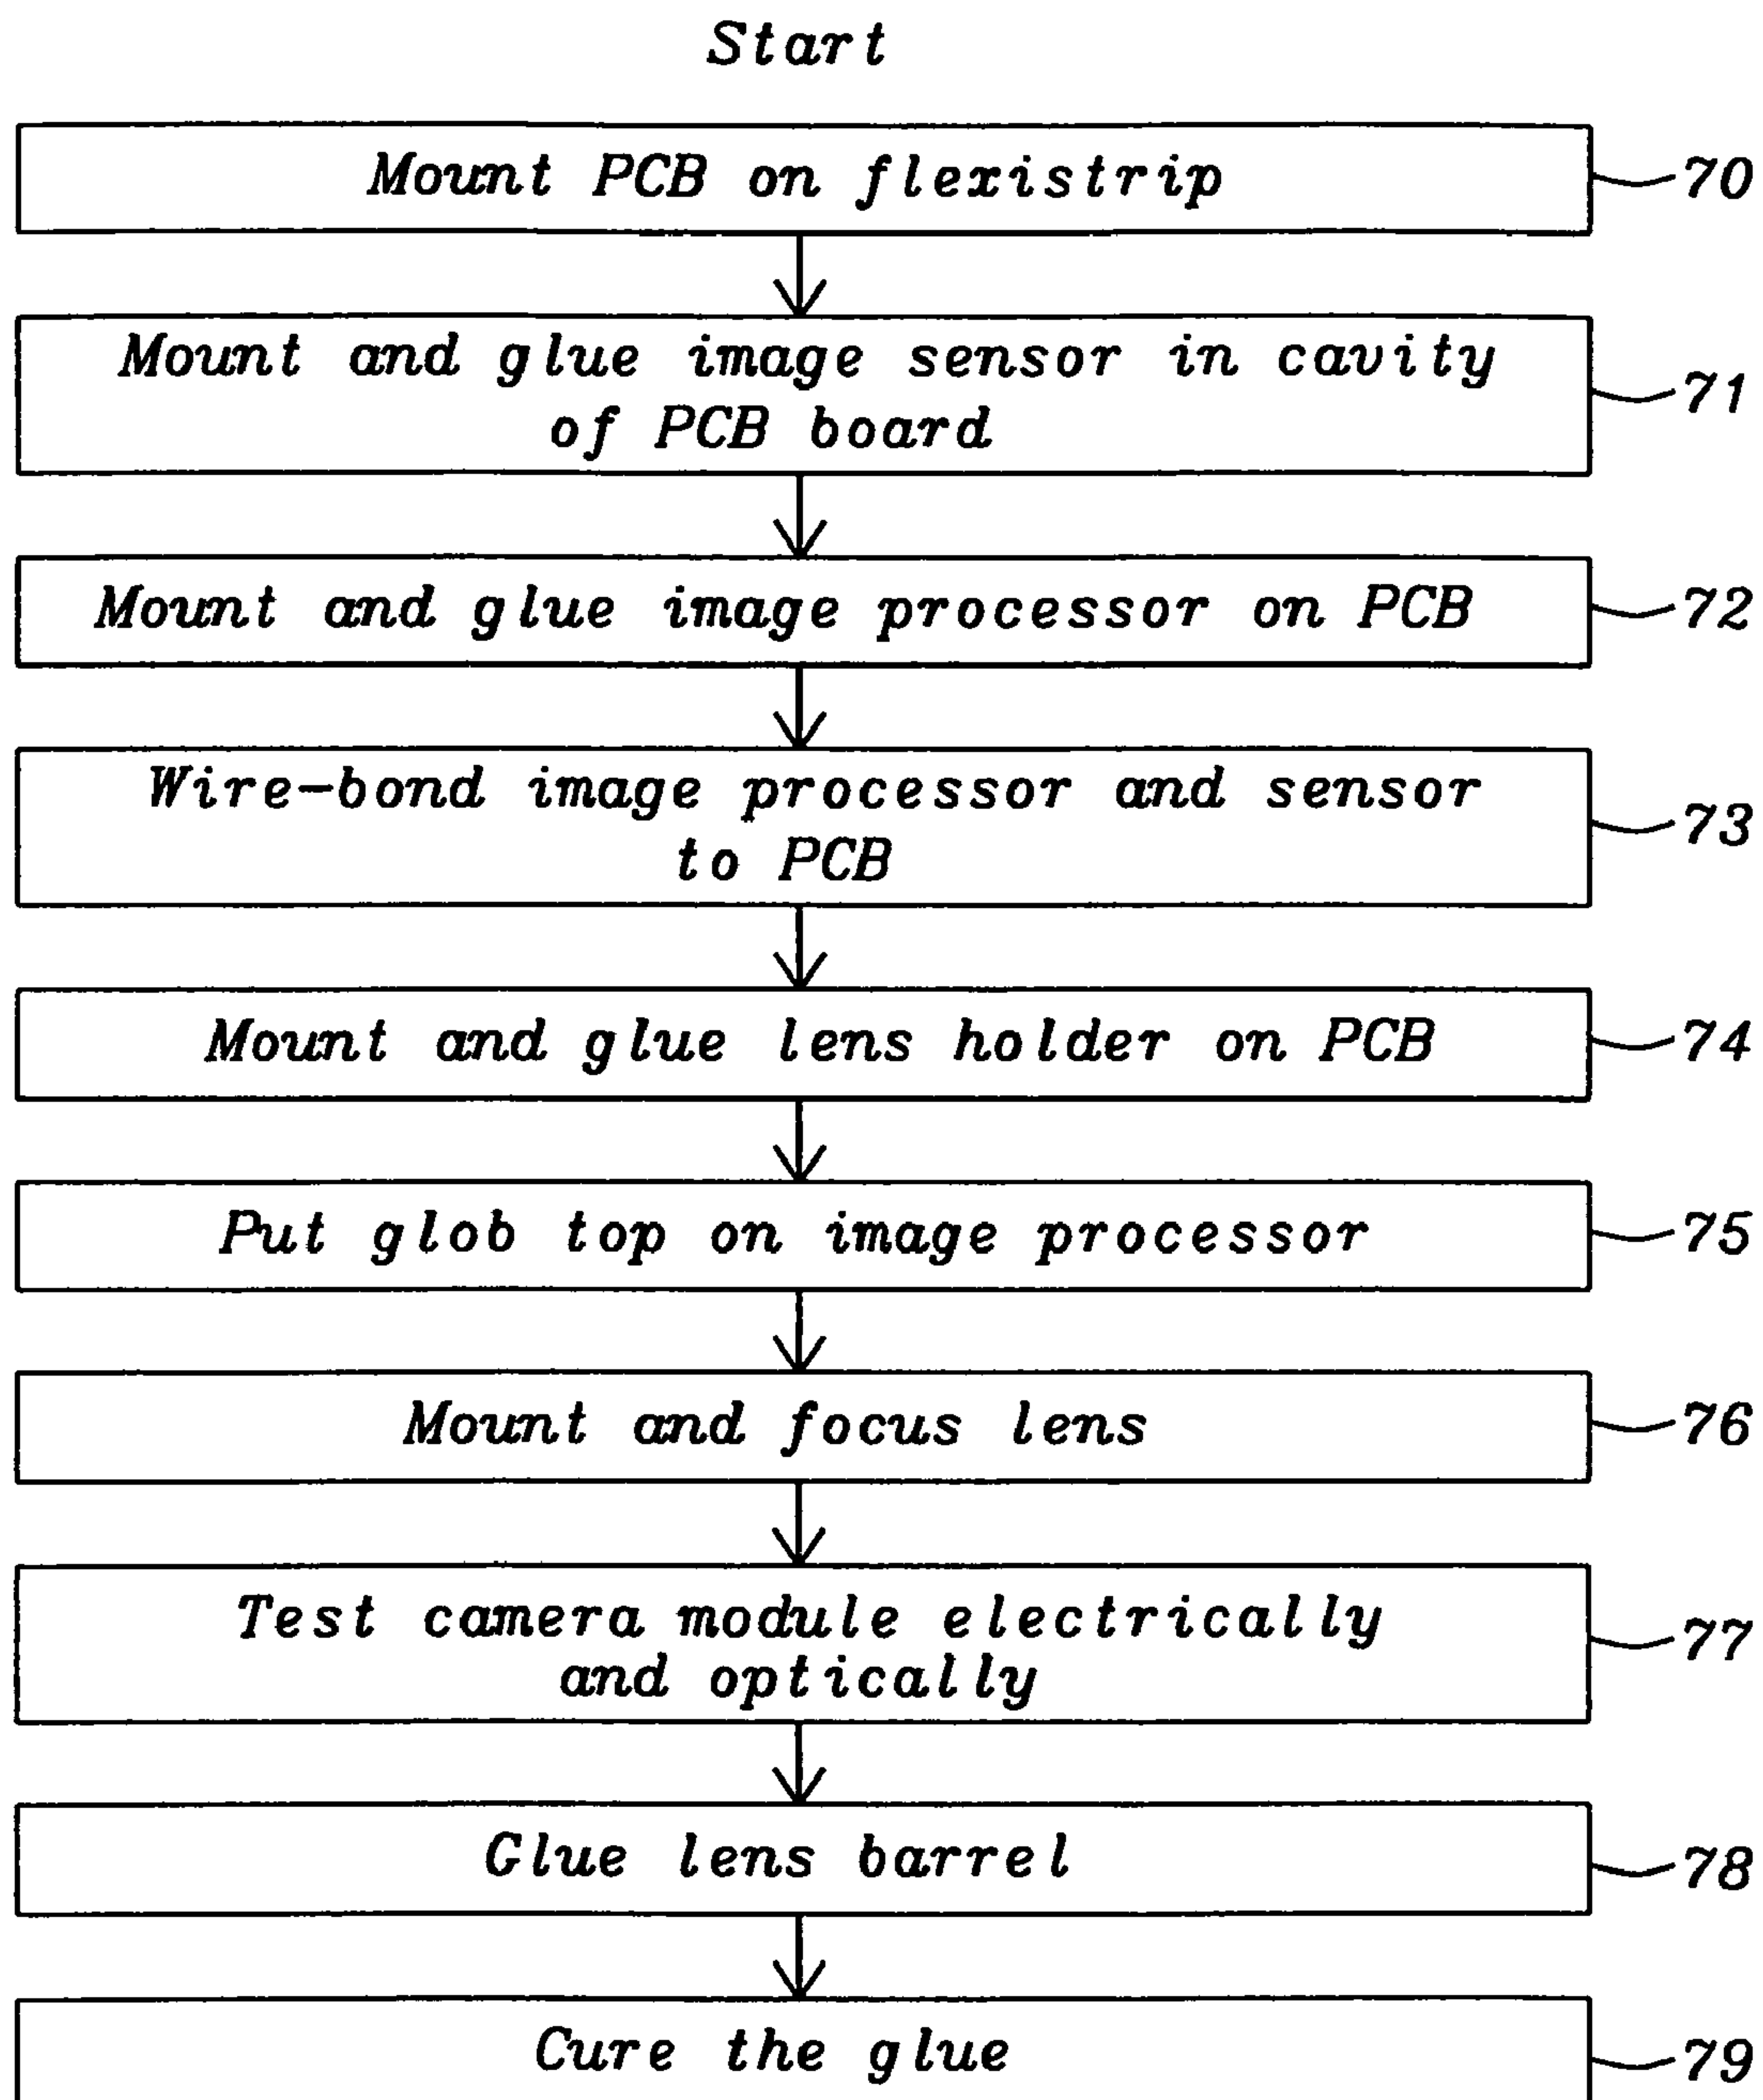 Start
Mount PCB on flexistrip
70
Mount and glue image sensor in cavity
of PCB board
71
Mount and glue image processor on PCB
72
Wire-bond image processor and sensor
to PCB
73
Mount and glue lens holder on PCB
74
Put glob top on image processor
75
Mount and focus lens
76
Test camera module electrically
and optically
77
Glue lens barrel
78
Cure the glue
79